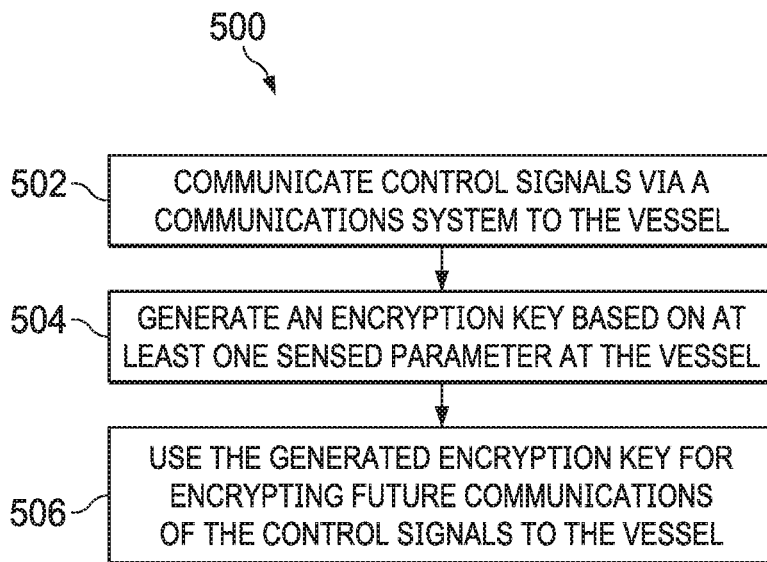 500
502
COMMUNICATE CONTROL SIGNALS VIA A
COMMUNICATIONS SYSTEM TO THE VESSEL
504
GENERATE AN ENCRYPTION KEY BASED ON AT
LEAST ONE SENSED PARAMETER AT THE VESSEL
506
USE THE GENERATED ENCRYPTION KEY FOR
ENCRYPTING FUTURE COMMUNICATIONS
OF THE CONTROL SIGNALS TO THE VESSEL